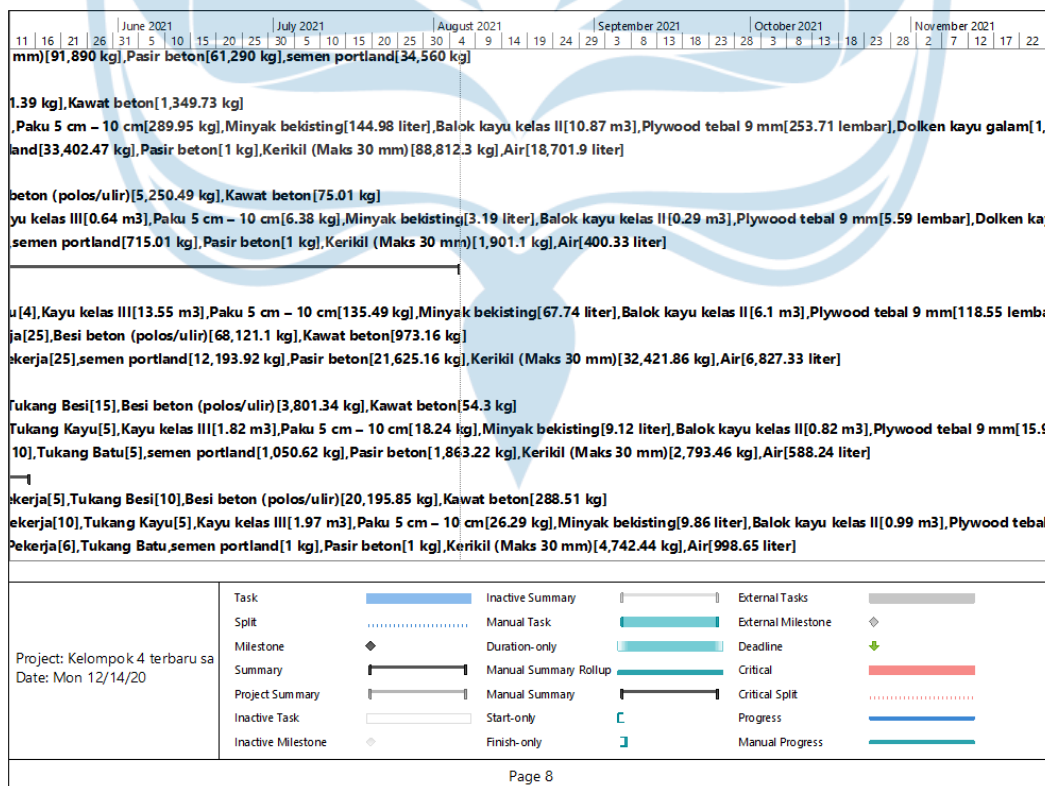 June 2021 July 2021 August 2021 September 2021 October 2021 November 2021
11 16 21 26 31 5 10 15 20 25 30 5 10 15 20 25 30 4 9 14 19 24 29 3 8 13 18 23 28 3 8 13 18 23 28 2 7 12 17 22
mm)[91,890 kg],Pasir beton[61,290 kg],semen portland[34,560 kg]
1.39 kg],Kawat beton[1,349.73 kg]
,Paku 5 cm – 10 cm[289.95 kg],Minyak bekisting[144.98 liter],Balok kayu kelas II[10.87 m3],Plywood tebal 9 mm[253.71 lembar],Dolken kayu galam[1,
land[33,402.47 kg],Pasir beton[1 kg],Kerikil (Maks 30 mm)[88,812.3 kg],Air[18,701.9 liter]
beton (polos/ulir)[5,250.49 kg],Kawat beton[75.01 kg]
yu kelas III[0.64 m3],Paku 5 cm – 10 cm[6.38 kg],Minyak bekisting[3.19 liter],Balok kayu kelas II[0.29 m3],Plywood tebal 9 mm[5.59 lembar],Dolken ka
,semen portland[715.01 kg],Pasir beton[1 kg],Kerikil (Maks 30 mm)[1,901.1 kg],Air[400.33 liter]
u[4],Kayu kelas III[13.55 m3],Paku 5 cm – 10 cm[135.49 kg],Minyak bekisting[67.74 liter],Balok kayu kelas II[6.1 m3],Plywood tebal 9 mm[118.55 lemba
ja[25],Besi beton (polos/ulir)[68,121.1 kg],Kawat beton[973.16 kg]
ekerja[25],semen portland[12,193.92 kg],Pasir beton[21,625.16 kg],Kerikil (Maks 30 mm)[32,421.86 kg],Air[6,827.33 liter]
Tukang Besi[15],Besi beton (polos/ulir)[3,801.34 kg],Kawat beton[54.3 kg]
Tukang Kayu[5],Kayu kelas III[1.82 m3],Paku 5 cm – 10 cm[18.24 kg],Minyak bekisting[9.12 liter],Balok kayu kelas II[0.82 m3],Plywood tebal 9 mm[15.9
10],Tukang Batu[5],semen portland[1,050.62 kg],Pasir beton[1,863.22 kg],Kerikil (Maks 30 mm)[2,793.46 kg],Air[588.24 liter]
ekerja[5],Tukang Besi[10],Besi beton (polos/ulir)[20,195.85 kg],Kawat beton[288.51 kg]
ekerja[10],Tukang Kayu[5],Kayu kelas III[1.97 m3],Paku 5 cm – 10 cm[26.29 kg],Minyak bekisting[9.86 liter],Balok kayu kelas II[0.99 m3],Plywood tebal
Pekerja[6],Tukang Batu,semen portland[1 kg],Pasir beton[1 kg],Kerikil (Maks 30 mm)[4,742.44 kg],Air[998.65 liter]
Project: Kelompok 4 terbaru sa
Date: Mon 12/14/20
Task Inactive Summary External Tasks
Split Manual Task External Milestone
Milestone Duration-only Deadline
Summary Manual Summary Rollup Critical
Project Summary Manual Summary Critical Split
Inactive Task Start-only Progress
Inactive Milestone Finish-only Manual Progress
Page 8